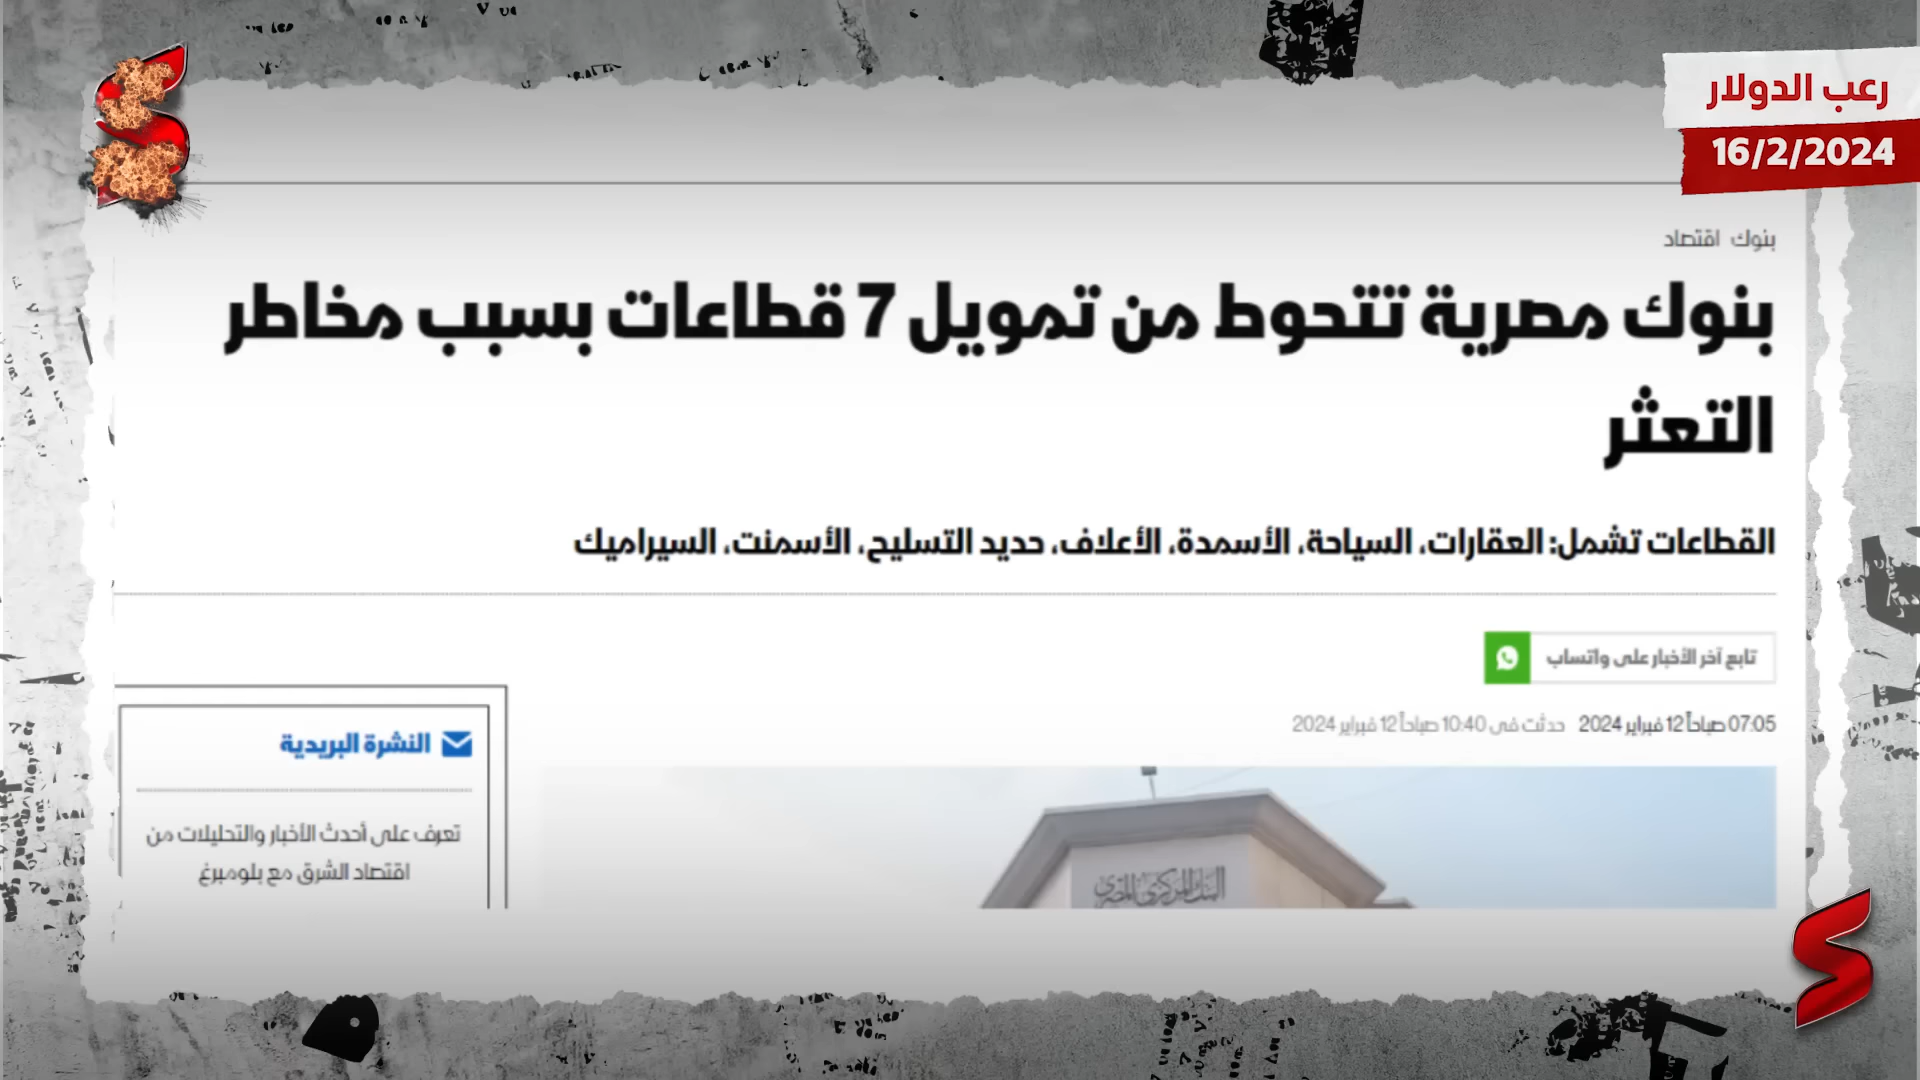 رعب الدولار
16/2/2024
بنوك اقتصاد
بنوك مصرية تتحوط من تمويل 7 قطاعات بسبب مخاطر
التعثر
القطاعات تشمل: العقارات، السياحة، الأسمدة، الأعلاف، حديد التسليح، الأسمنت، السيراميك
تابع آخر الأخبار على واتساب
07:05 صباحاً 12 فبراير 2024 حدثت في 10:40 صباحاً 12 فبراير 2024
النشرة البريدية
تعرف على أحدث الأخبار والتحليلات من
اقتصاد الشرق مع بلومبرغ
البنك المركزي المصري